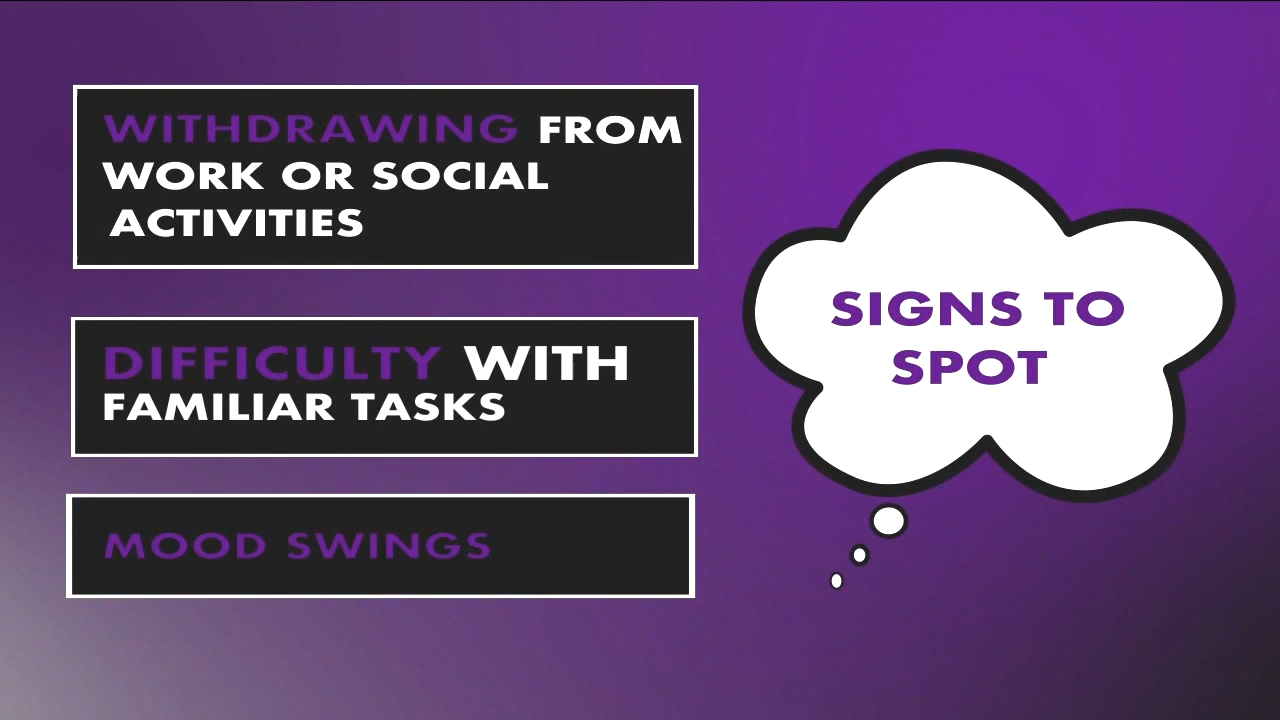 WITHDRAWING FROM
WORK OR SOCIAL
ACTIVITIES
DIFFICULTY WITH
FAMILIAR TASKS
MOOD SWINGS
SIGNS TO
SPOT